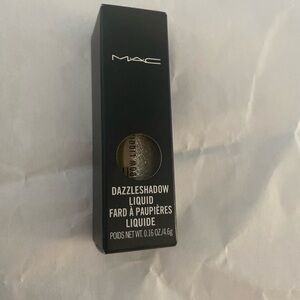 MAC
DAZZLESHADOW
LIQUID
FARD À PAUPIÈRES
LIQUIDE
POIDS NET WT. 0.16 OZ/4.6g